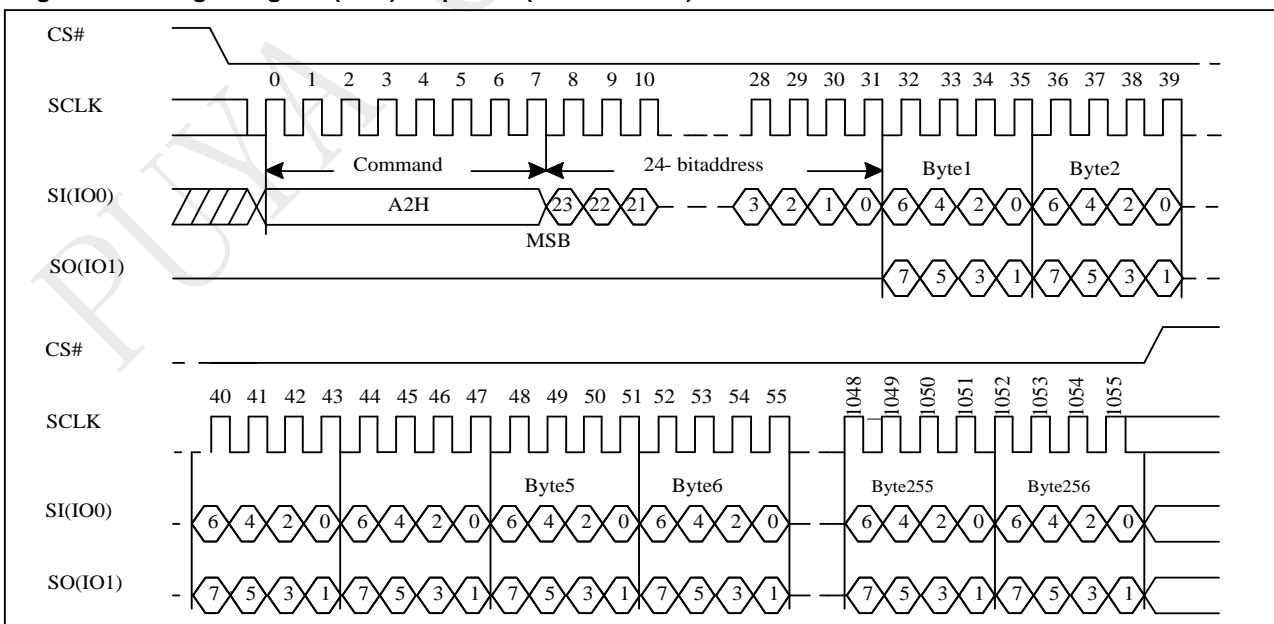 CS#
0 1 2 3 4 5 6 7 8 9 10 28 29 30 31 32 33 34 35 36 37 38 39
SCLK
Command 24- bitaddress Byte1 Byte2
SI(IO0) A2H 23 22 21 3 2 1 0 6 4 2 0 6 4 2 0
MSB
SO(IO1) 7 5 3 1 7 5 3 1
CS#
40 41 42 43 44 45 46 47 48 49 50 51 52 53 54 55 1048 1049 1050 1051 1052 1053 1054 1055
SCLK
Byte5 Byte6 Byte255 Byte256
SI(IO0) 6 4 2 0 6 4 2 0 6 4 2 0 6 4 2 0 6 4 2 0 6 4 2 0
SO(IO1) 7 5 3 1 7 5 3 1 7 5 3 1 7 5 3 1 7 5 3 1 7 5 3 1
PUYA